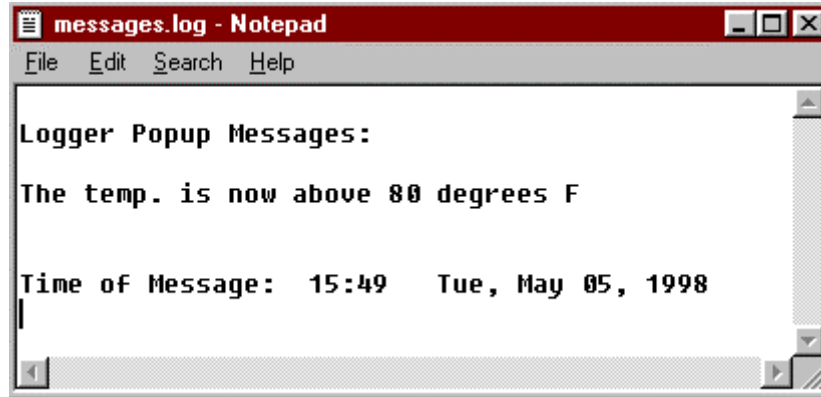 messages.log - Notepad
File Edit Search Help
Logger Popup Messages:
The temp. is now above 80 degrees F
Time of Message:  15:49   Tue, May 05, 1998